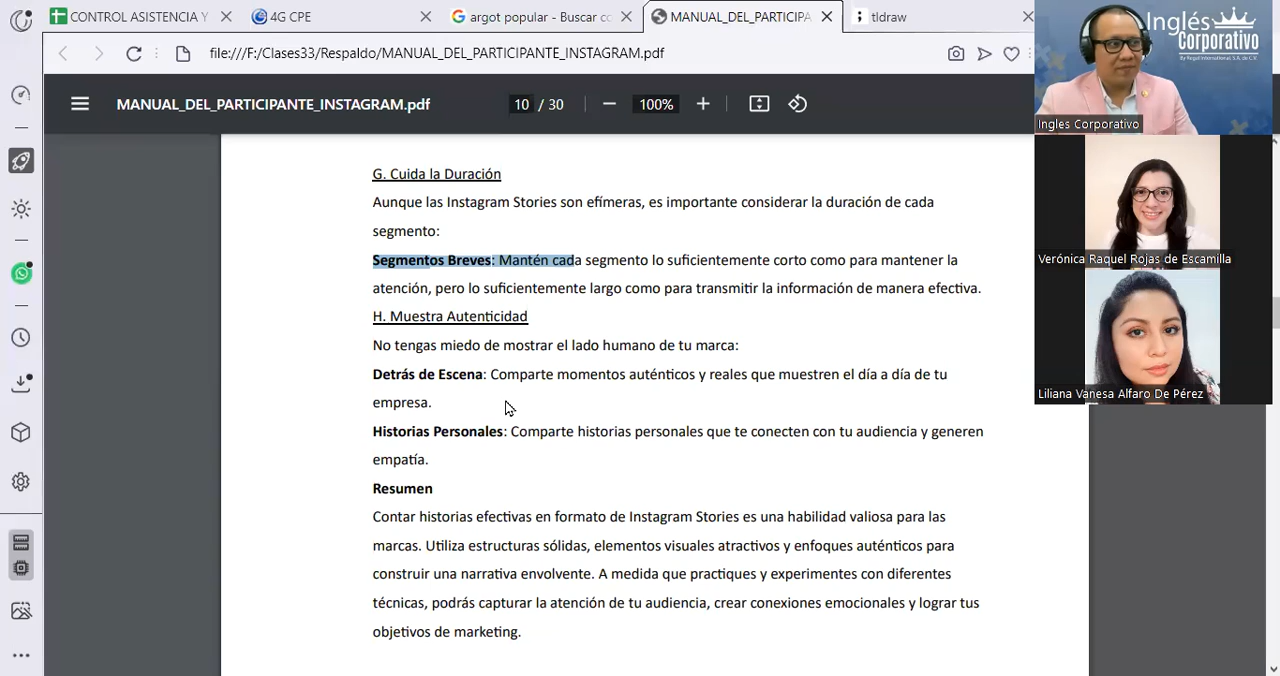 CONTROL ASISTENCIA Y
4G CPE
argot popular - Buscar co
MANUAL_DEL_PARTICIPA
tldraw
file:///F:/Clases33/Respaldo/MANUAL_DEL_PARTICIPANTE_INSTAGRAM.pdf
MANUAL_DEL_PARTICIPANTE_INSTAGRAM.pdf
10 / 30
100%
G. Cuida la Duración
Aunque las Instagram Stories son efímeras, es importante considerar la duración de cada
segmento:
Segmentos Breves: Mantén cada segmento lo suficientemente corto como para mantener la
atención, pero lo suficientemente largo como para transmitir la información de manera efectiva.
H. Muestra Autenticidad
No tengas miedo de mostrar el lado humano de tu marca:
Detrás de Escena: Comparte momentos auténticos y reales que muestren el día a día de tu
empresa.
Historias Personales: Comparte historias personales que te conecten con tu audiencia y generen
empatía.
Resumen
Contar historias efectivas en formato de Instagram Stories es una habilidad valiosa para las
marcas. Utiliza estructuras sólidas, elementos visuales atractivos y enfoques auténticos para
construir una narrativa envolvente. A medida que practiques y experimentes con diferentes
técnicas, podrás capturar la atención de tu audiencia, crear conexiones emocionales y lograr tus
objetivos de marketing.
Inglés
Corporativo
By Regal International, S.A. de C.V.
Ingles Corporativo
Verónica Raquel Rojas de Escamilla
Liliana Vanesa Alfaro De Pérez